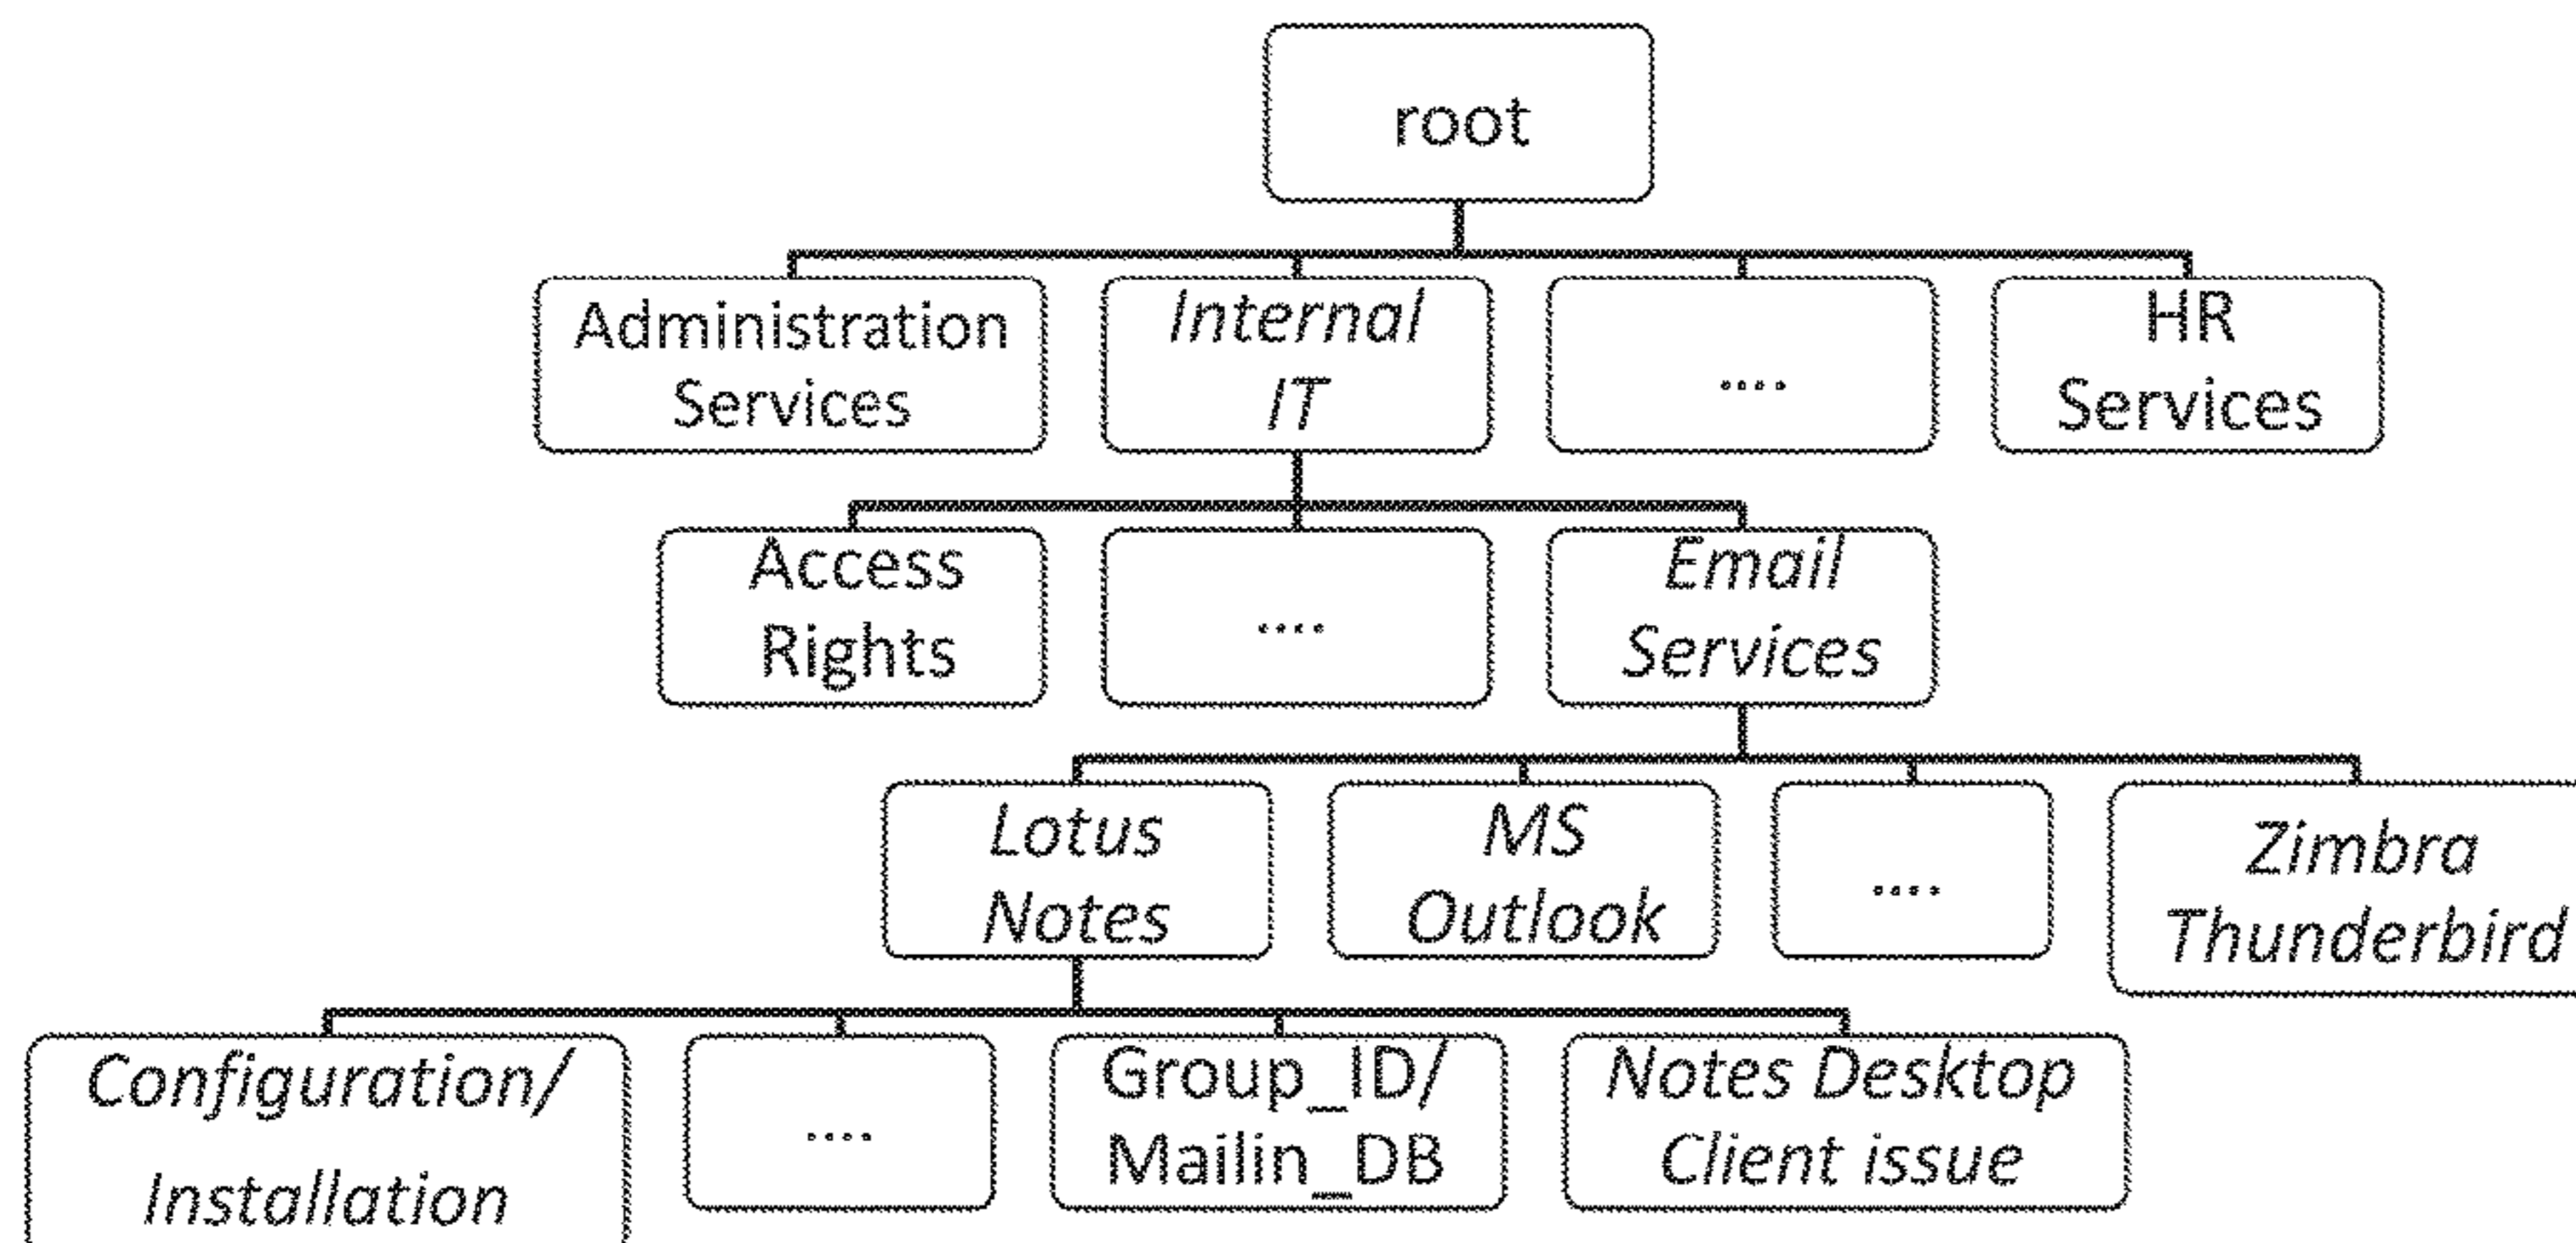 root
Administration
Services
Internal
IT
....
HR
Services
Access
Rights
....
Email
Services
Lotus
Notes
MS
Outlook
....
Zimbra
Thunderbird
Configuration/
Installation
....
Group_ID/
Mailin_DB
Notes Desktop
Client issue